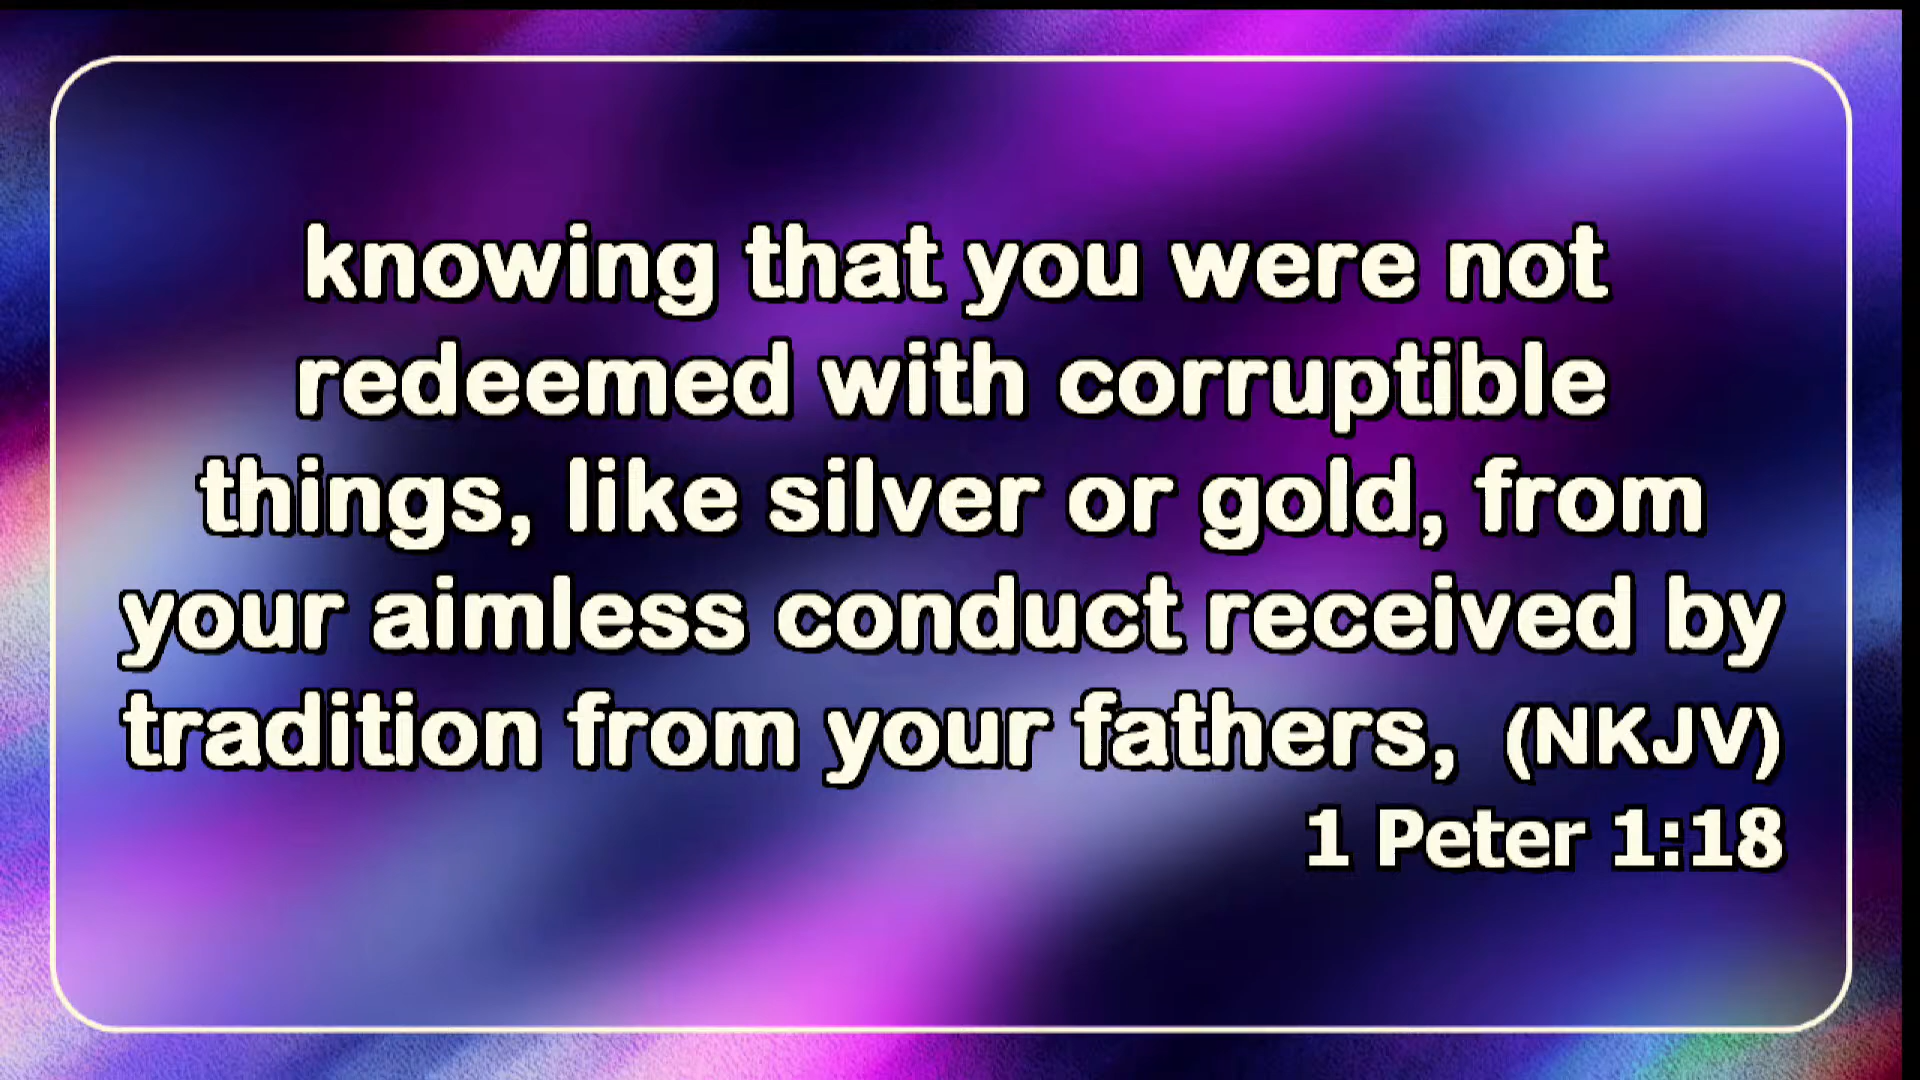 knowing that you were not
redeemed with corruptible
things, like silver or gold, from
your aimless conduct received by
tradition from your fathers, (NKJV)
1 Peter 1:18